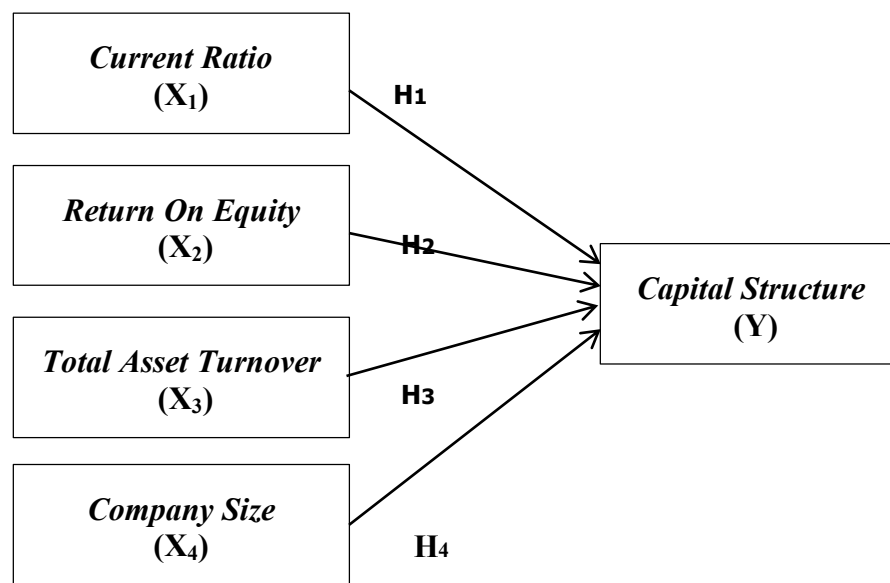 Current Ratio
(X₁)
H1
Return On Equity
(X₂)
H2
Capital Structure
(Y)
Total Asset Turnover
(X₃)
H3
Company Size
(X₄)
H4